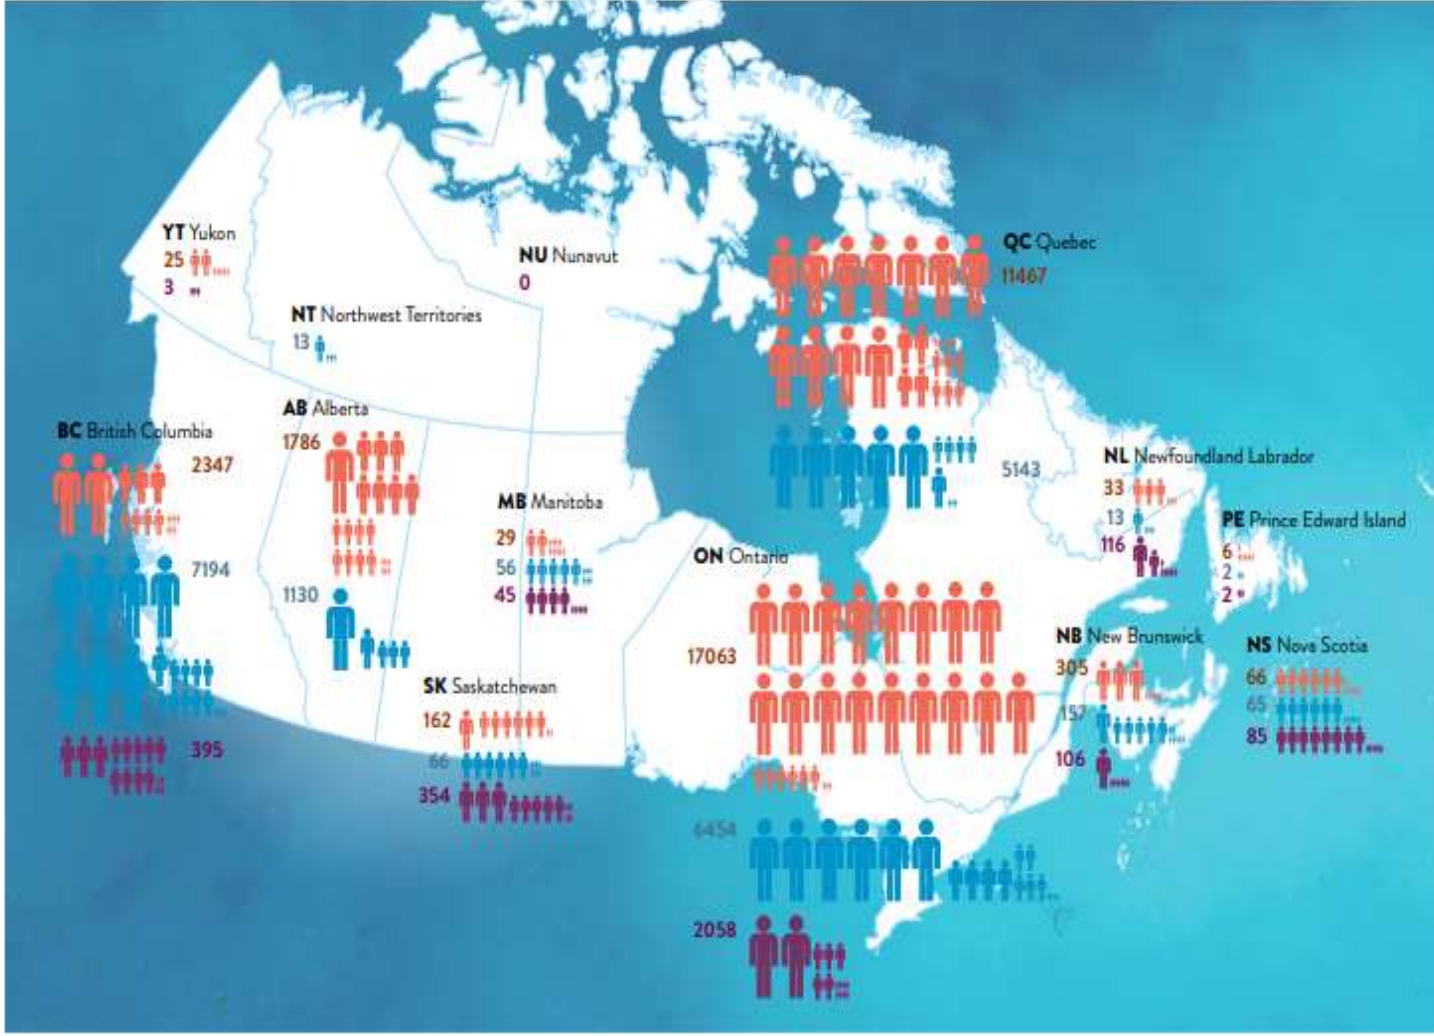 YT Yukon
25
3
NU Nunavut
0
NT Northwest Territories
13
QC Quebec
11467
5143
BC British Columbia
2347
7194
395
AB Alberta
1786
1130
MB Manitoba
29
56
45
SK Saskatchewan
162
66
354
ON Ontario
17063
6454
2058
NL Newfoundland Labrador
33
13
116
PE Prince Edward Island
6
2
2
NB New Brunswick
305
157
106
NS Nova Scotia
66
65
85